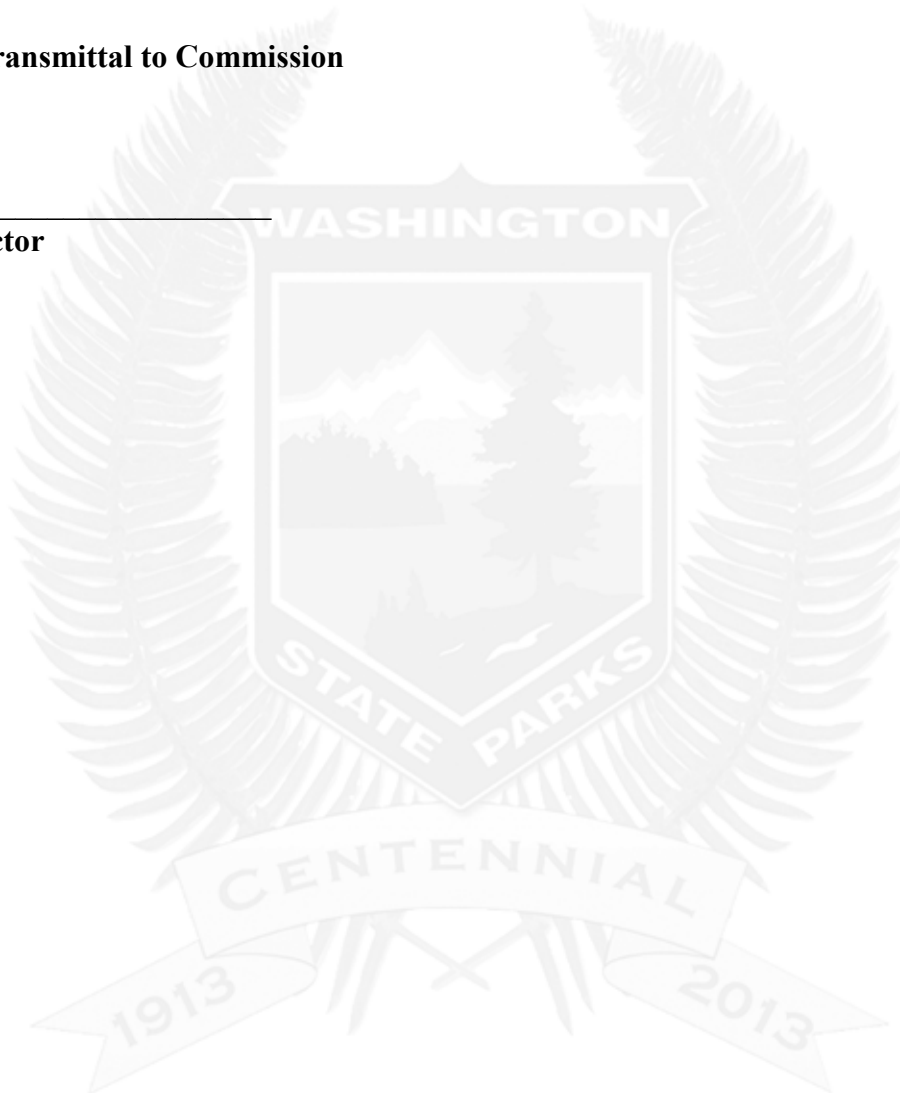 ransmittal to Commission
ctor
WASHINGTON
STATE PARKS
CENTENNIAL
1913
2013